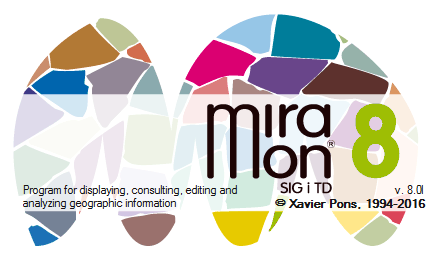 mira
mon® 8
SIG i TD
Program for displaying, consulting, editing and
analyzing geographic information
v. 8.0l
© Xavier Pons, 1994-2016